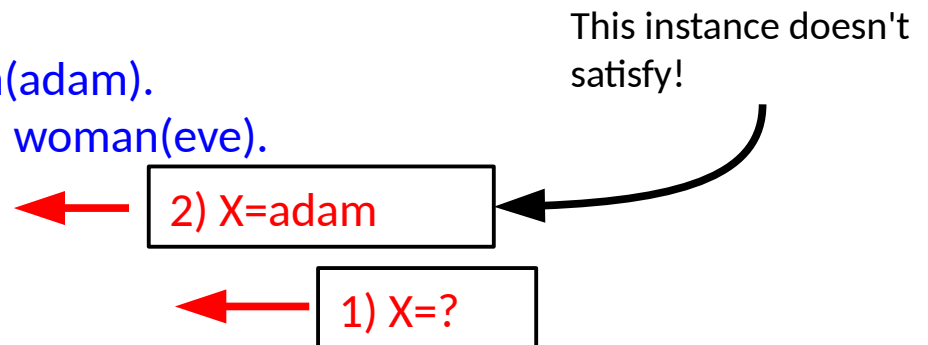 This instance doesn't
satisfy!
(adam).
woman(eve).
2) X=adam
1) X=?